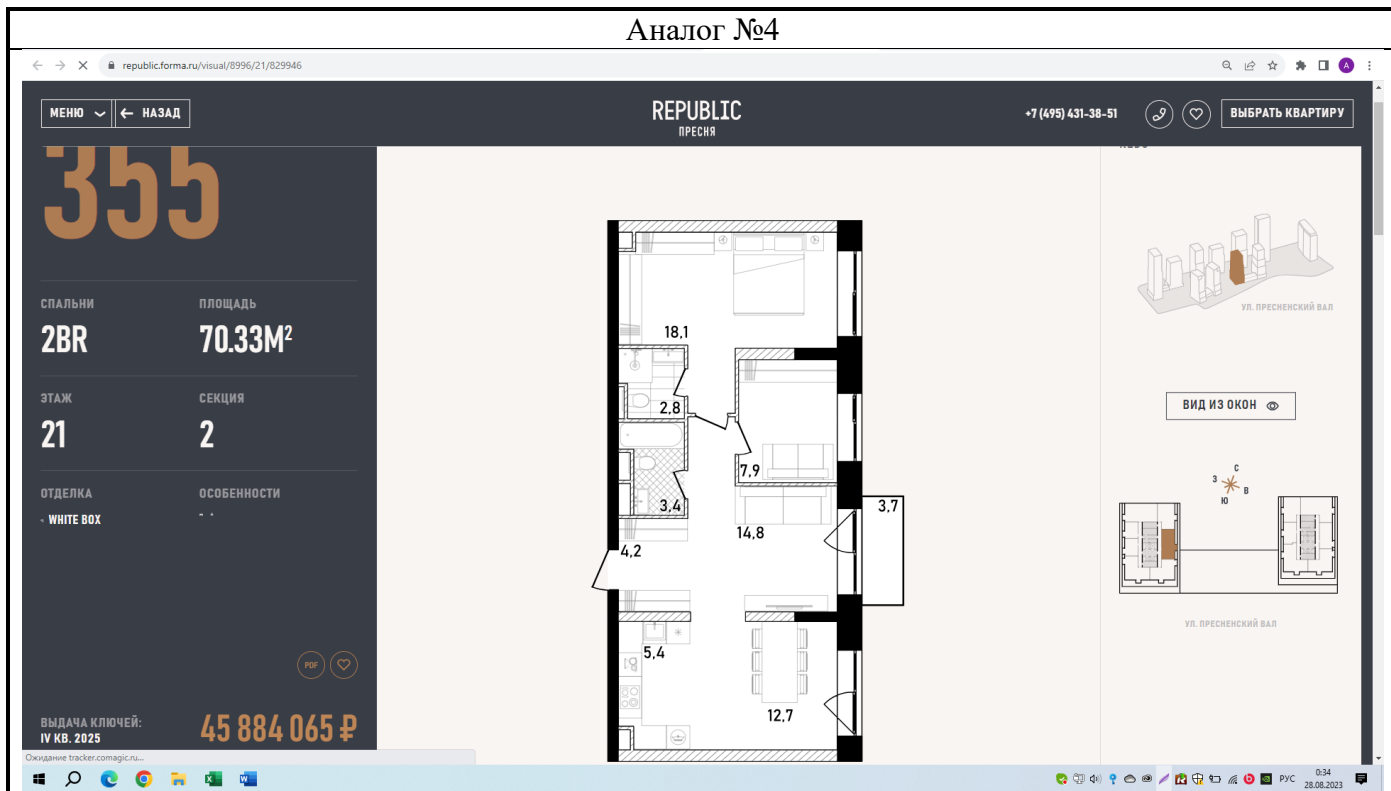 Аналог №4
republic.forma.ru/visual/8996/21/829946
А
МЕНЮ
НАЗАД
REPUBLIC
ПРЕСНЯ
+7 (495) 431-38-51
ВЫБРАТЬ КВАРТИРУ
355
СПАЛЬНИ
ПЛОЩАДЬ
2BR
70.33М²
ЭТАЖ
СЕКЦИЯ
21
2
ОТДЕЛКА
ОСОБЕННОСТИ
WHITE BOX
PDF
ВЫДАЧА КЛЮЧЕЙ:
IV КВ. 2025
45 884 065 ₽
18,1
2,8
7,9
3,4
3,7
14,8
4,2
5,4
12,7
УЛ. ПРЕСНЕНСКИЙ ВАЛ
ВИД ИЗ ОКОН
С
З
В
Ю
УЛ. ПРЕСНЕНСКИЙ ВАЛ
Ожидание tracker.comagic.ru...
РУС
0:34
28.08.2023